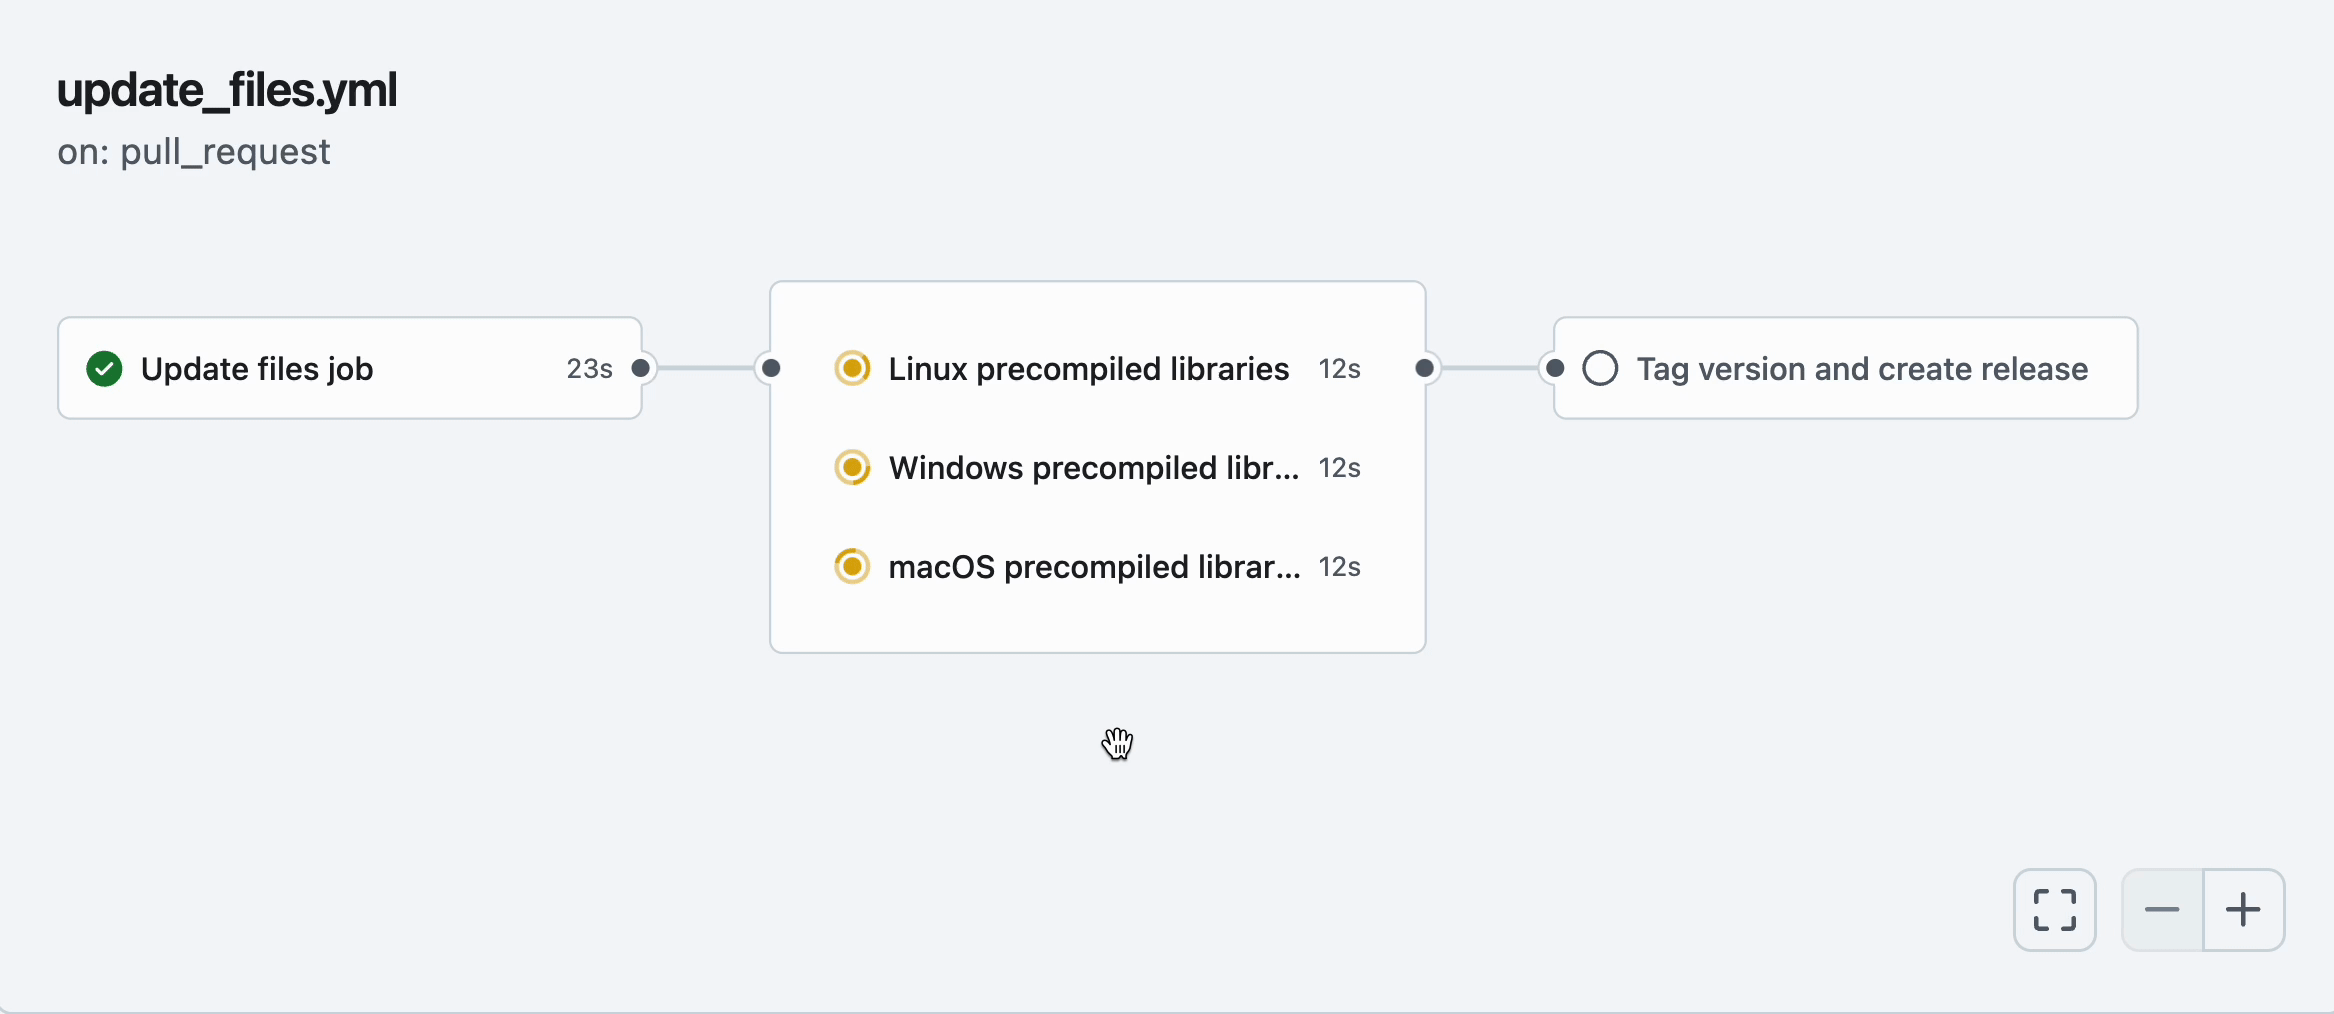 update_files.yml
on: pull_request
Update files job 23s
Linux precompiled libraries 12s
Windows precompiled libr... 12s
macOS precompiled librar... 12s
Tag version and create release